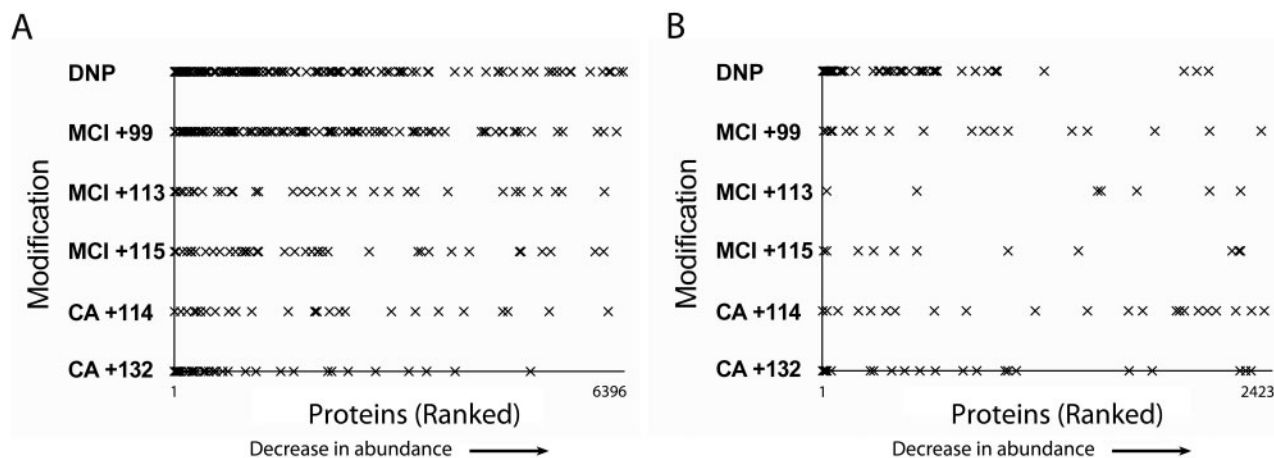 A
DNP
MCI +99
MCI +113
MCI +115
CA +114
CA +132
Modification
1
6396
Proteins (Ranked)
Decrease in abundance
B
DNP
MCI +99
MCI +113
MCI +115
CA +114
CA +132
Modification
1
2423
Proteins (Ranked)
Decrease in abundance